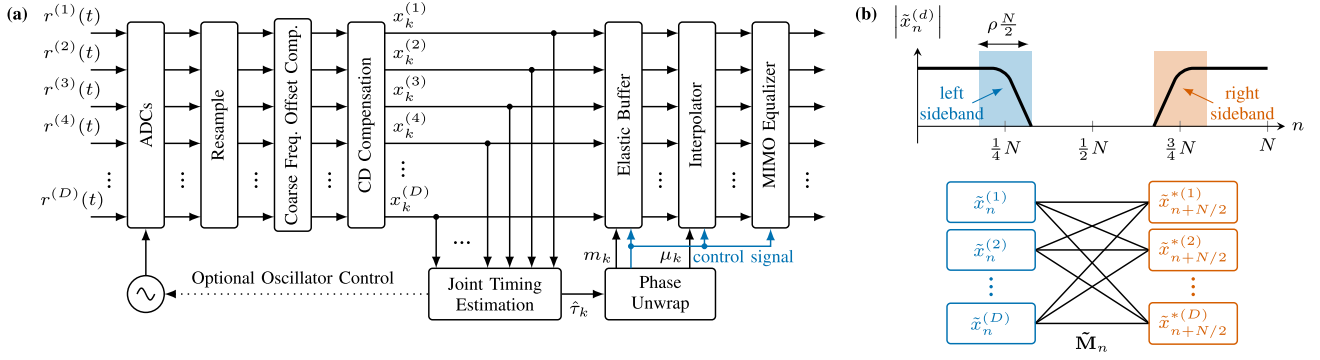 (a)
r^{(1)}(t)
r^{(2)}(t)
r^{(3)}(t)
r^{(4)}(t)
⋮
r^{(D)}(t)
ADCs
⋮
Resample
⋮
Coarse Freq. Offset Comp.
⋮
CD Compensation
x_k^{(1)}
x_k^{(2)}
x_k^{(3)}
x_k^{(4)}
⋮
x_k^{(D)}
...
Elastic Buffer
⋮
Interpolator
⋮
MIMO Equalizer
⋮
m_k
μ_k
control signal
Optional Oscillator Control
Joint Timing
Estimation
τ̂_k
Phase
Unwrap
(b)
|x̃_n^{(d)}|
ρ N/2
left
sideband
right
sideband
n
1/4 N
1/2 N
3/4 N
N
x̃_n^{(1)}
x̃_{n+N/2}^{*(1)}
x̃_n^{(2)}
x̃_{n+N/2}^{*(2)}
⋮
⋮
x̃_n^{(D)}
x̃_{n+N/2}^{*(D)}
M̃_n